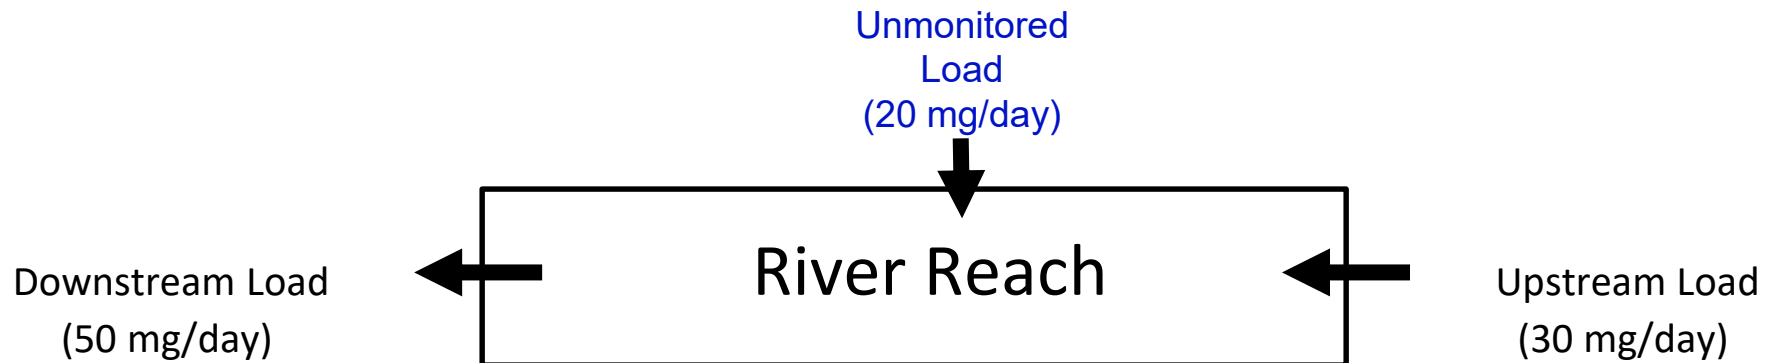 Unmonitored
Load
(20 mg/day)
River Reach
Downstream Load
(50 mg/day)
Upstream Load
(30 mg/day)